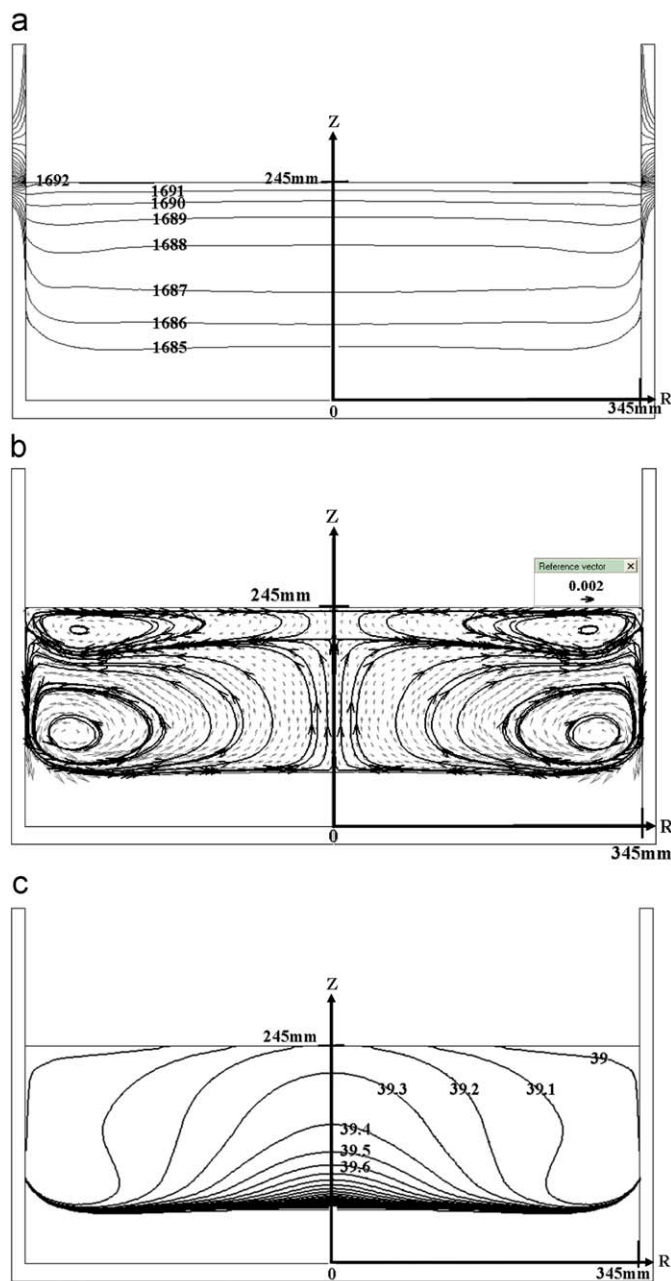 a
Z
1692
245mm
1691
1690
1689
1688
1687
1686
1685
0
345mm
R
b
Z
Reference vector
0.002
245mm
0
R
345mm
c
Z
245mm
39
39.3
39.2
39.1
39.4
39.5
39.6
0
345mm
R